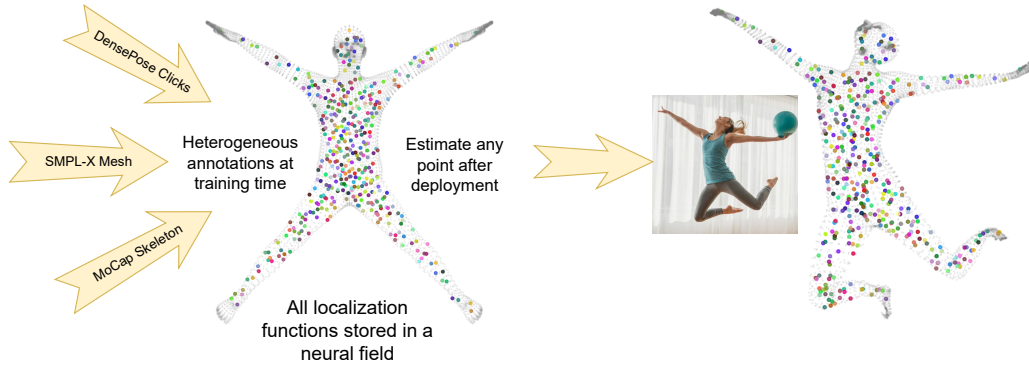 DensePose Clicks
SMPL-X Mesh
MoCap Skeleton
Heterogeneous
annotations at
training time
Estimate any
point after
deployment
All localization
functions stored in a
neural field